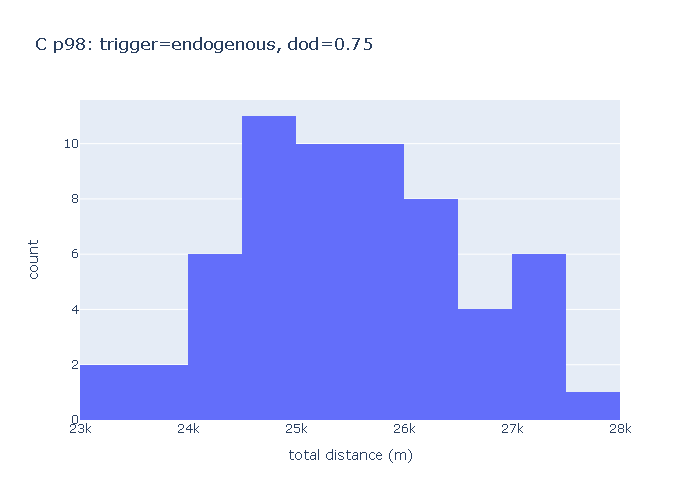 C p98: trigger=endogenous, dod=0.75
10
8
6
4
2
0
count
23k 24k 25k 26k 27k 28k
total distance (m)